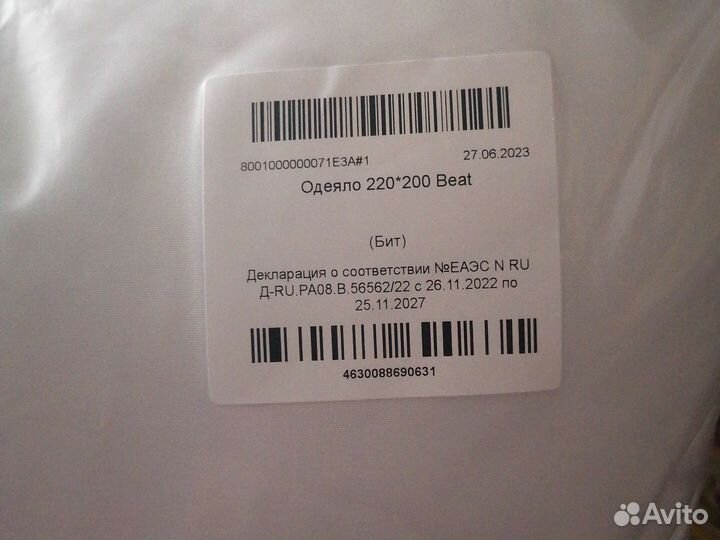 8001000000071E3A#1 27.06.2023
Одеяло 220*200 Beat
(Бит)
Декларация о соответствии №ЕАЭС N RU
Д-RU.РА08.В.56562/22 с 26.11.2022 по
25.11.2027
4630088690631
Avito